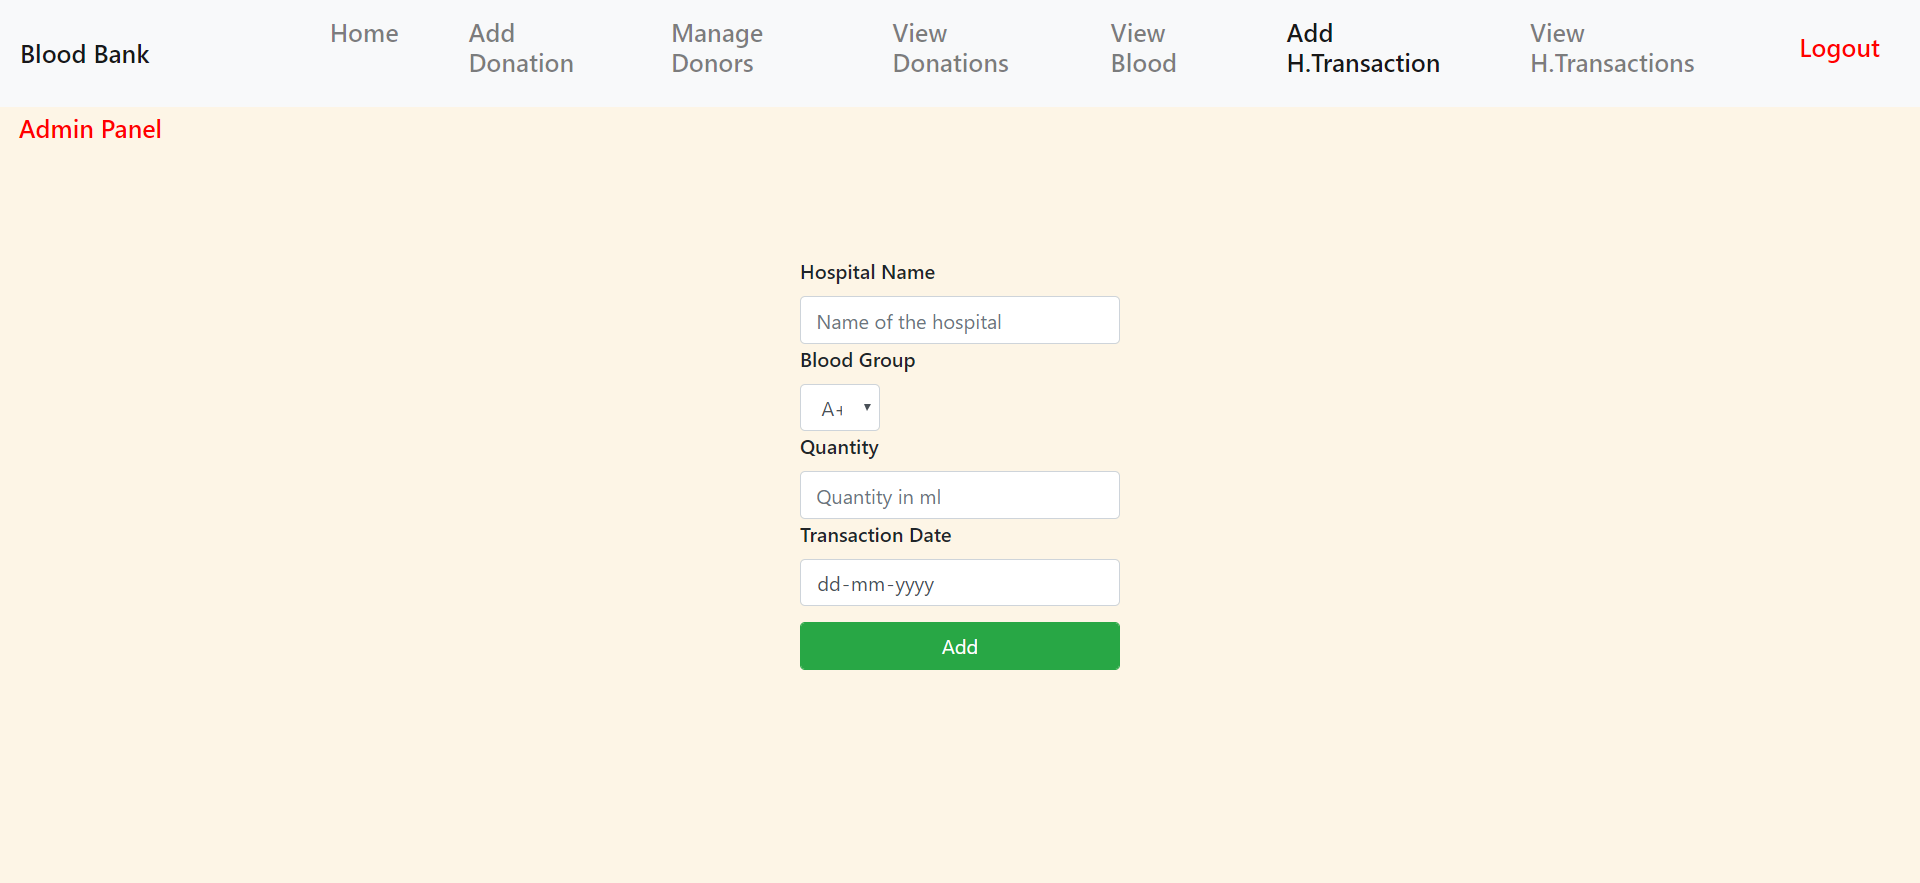 Blood Bank
Home
Add
Donation
Manage
Donors
View
Donations
View
Blood
Add
H.Transaction
View
H.Transactions
Logout
Admin Panel
Hospital Name
Name of the hospital
Blood Group
A+
Quantity
Quantity in ml
Transaction Date
dd-mm-yyyy
Add